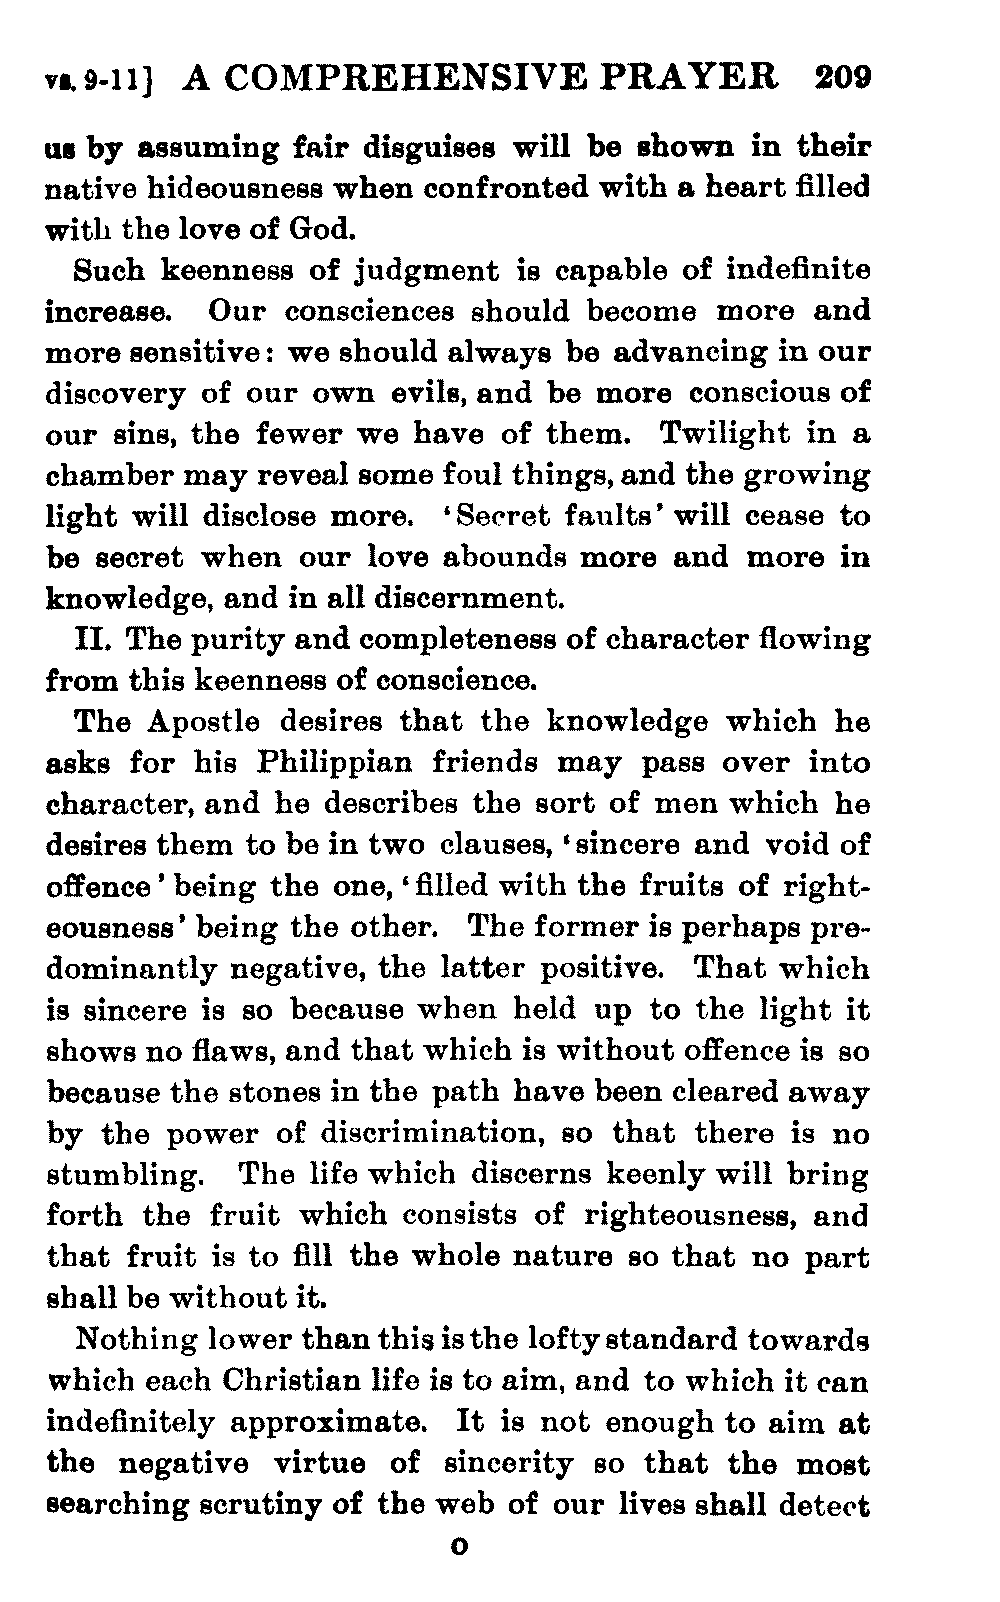 vs. 9-11] A COMPREHENSIVE PRAYER 209
us by assuming fair disguises will be shown in their
native hideousness when confronted with a heart filled
with the love of God.
Such keenness of judgment is capable of indefinite
increase. Our consciences should become more and
more sensitive: we should always be advancing in our
discovery of our own evils, and be more conscious of
our sins, the fewer we have of them. Twilight in a
chamber may reveal some foul things, and the growing
light will disclose more. ‘Secret faults’ will cease to
be secret when our love abounds more and more in
knowledge, and in all discernment.
II. The purity and completeness of character flowing
from this keenness of conscience.
The Apostle desires that the knowledge which he
asks for his Philippian friends may pass over into
character, and he describes the sort of men which he
desires them to be in two clauses, ‘sincere and void of
offence’ being the one, ‘filled with the fruits of right-
eousness’ being the other. The former is perhaps pre-
dominantly negative, the latter positive. That which
is sincere is so because when held up to the light it
shows no flaws, and that which is without offence is so
because the stones in the path have been cleared away
by the power of discrimination, so that there is no
stumbling. The life which discerns keenly will bring
forth the fruit which consists of righteousness, and
that fruit is to fill the whole nature so that no part
shall be without it.
Nothing lower than this is the lofty standard towards
which each Christian life is to aim, and to which it can
indefinitely approximate. It is not enough to aim at
the negative virtue of sincerity so that the most
searching scrutiny of the web of our lives shall detect
O